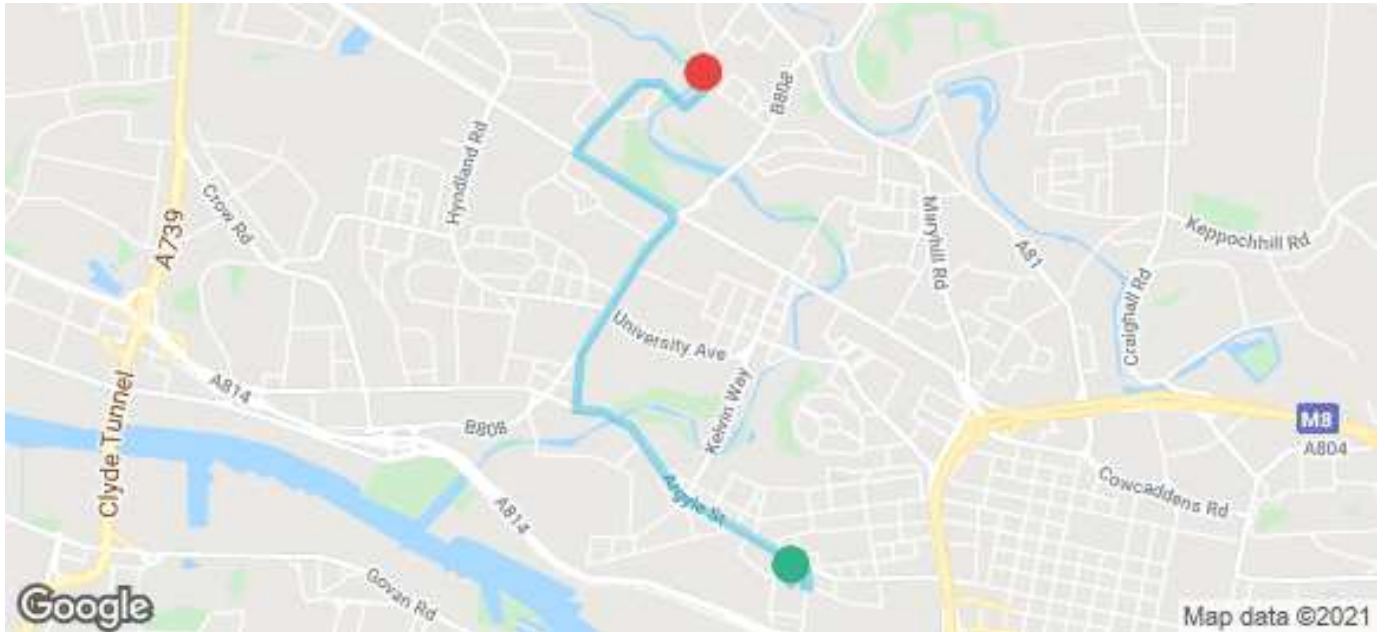 B808
Hyndland Rd
Crow Rd
A739
Maryhill Rd
A81
Keppochhill Rd
Craighall Rd
University Ave
Kelvin Way
A814
B808
Clyde Tunnel
M8
A804
Cowcaddens Rd
Argyle St
A814
Govan Rd
Google
Map data ©2021